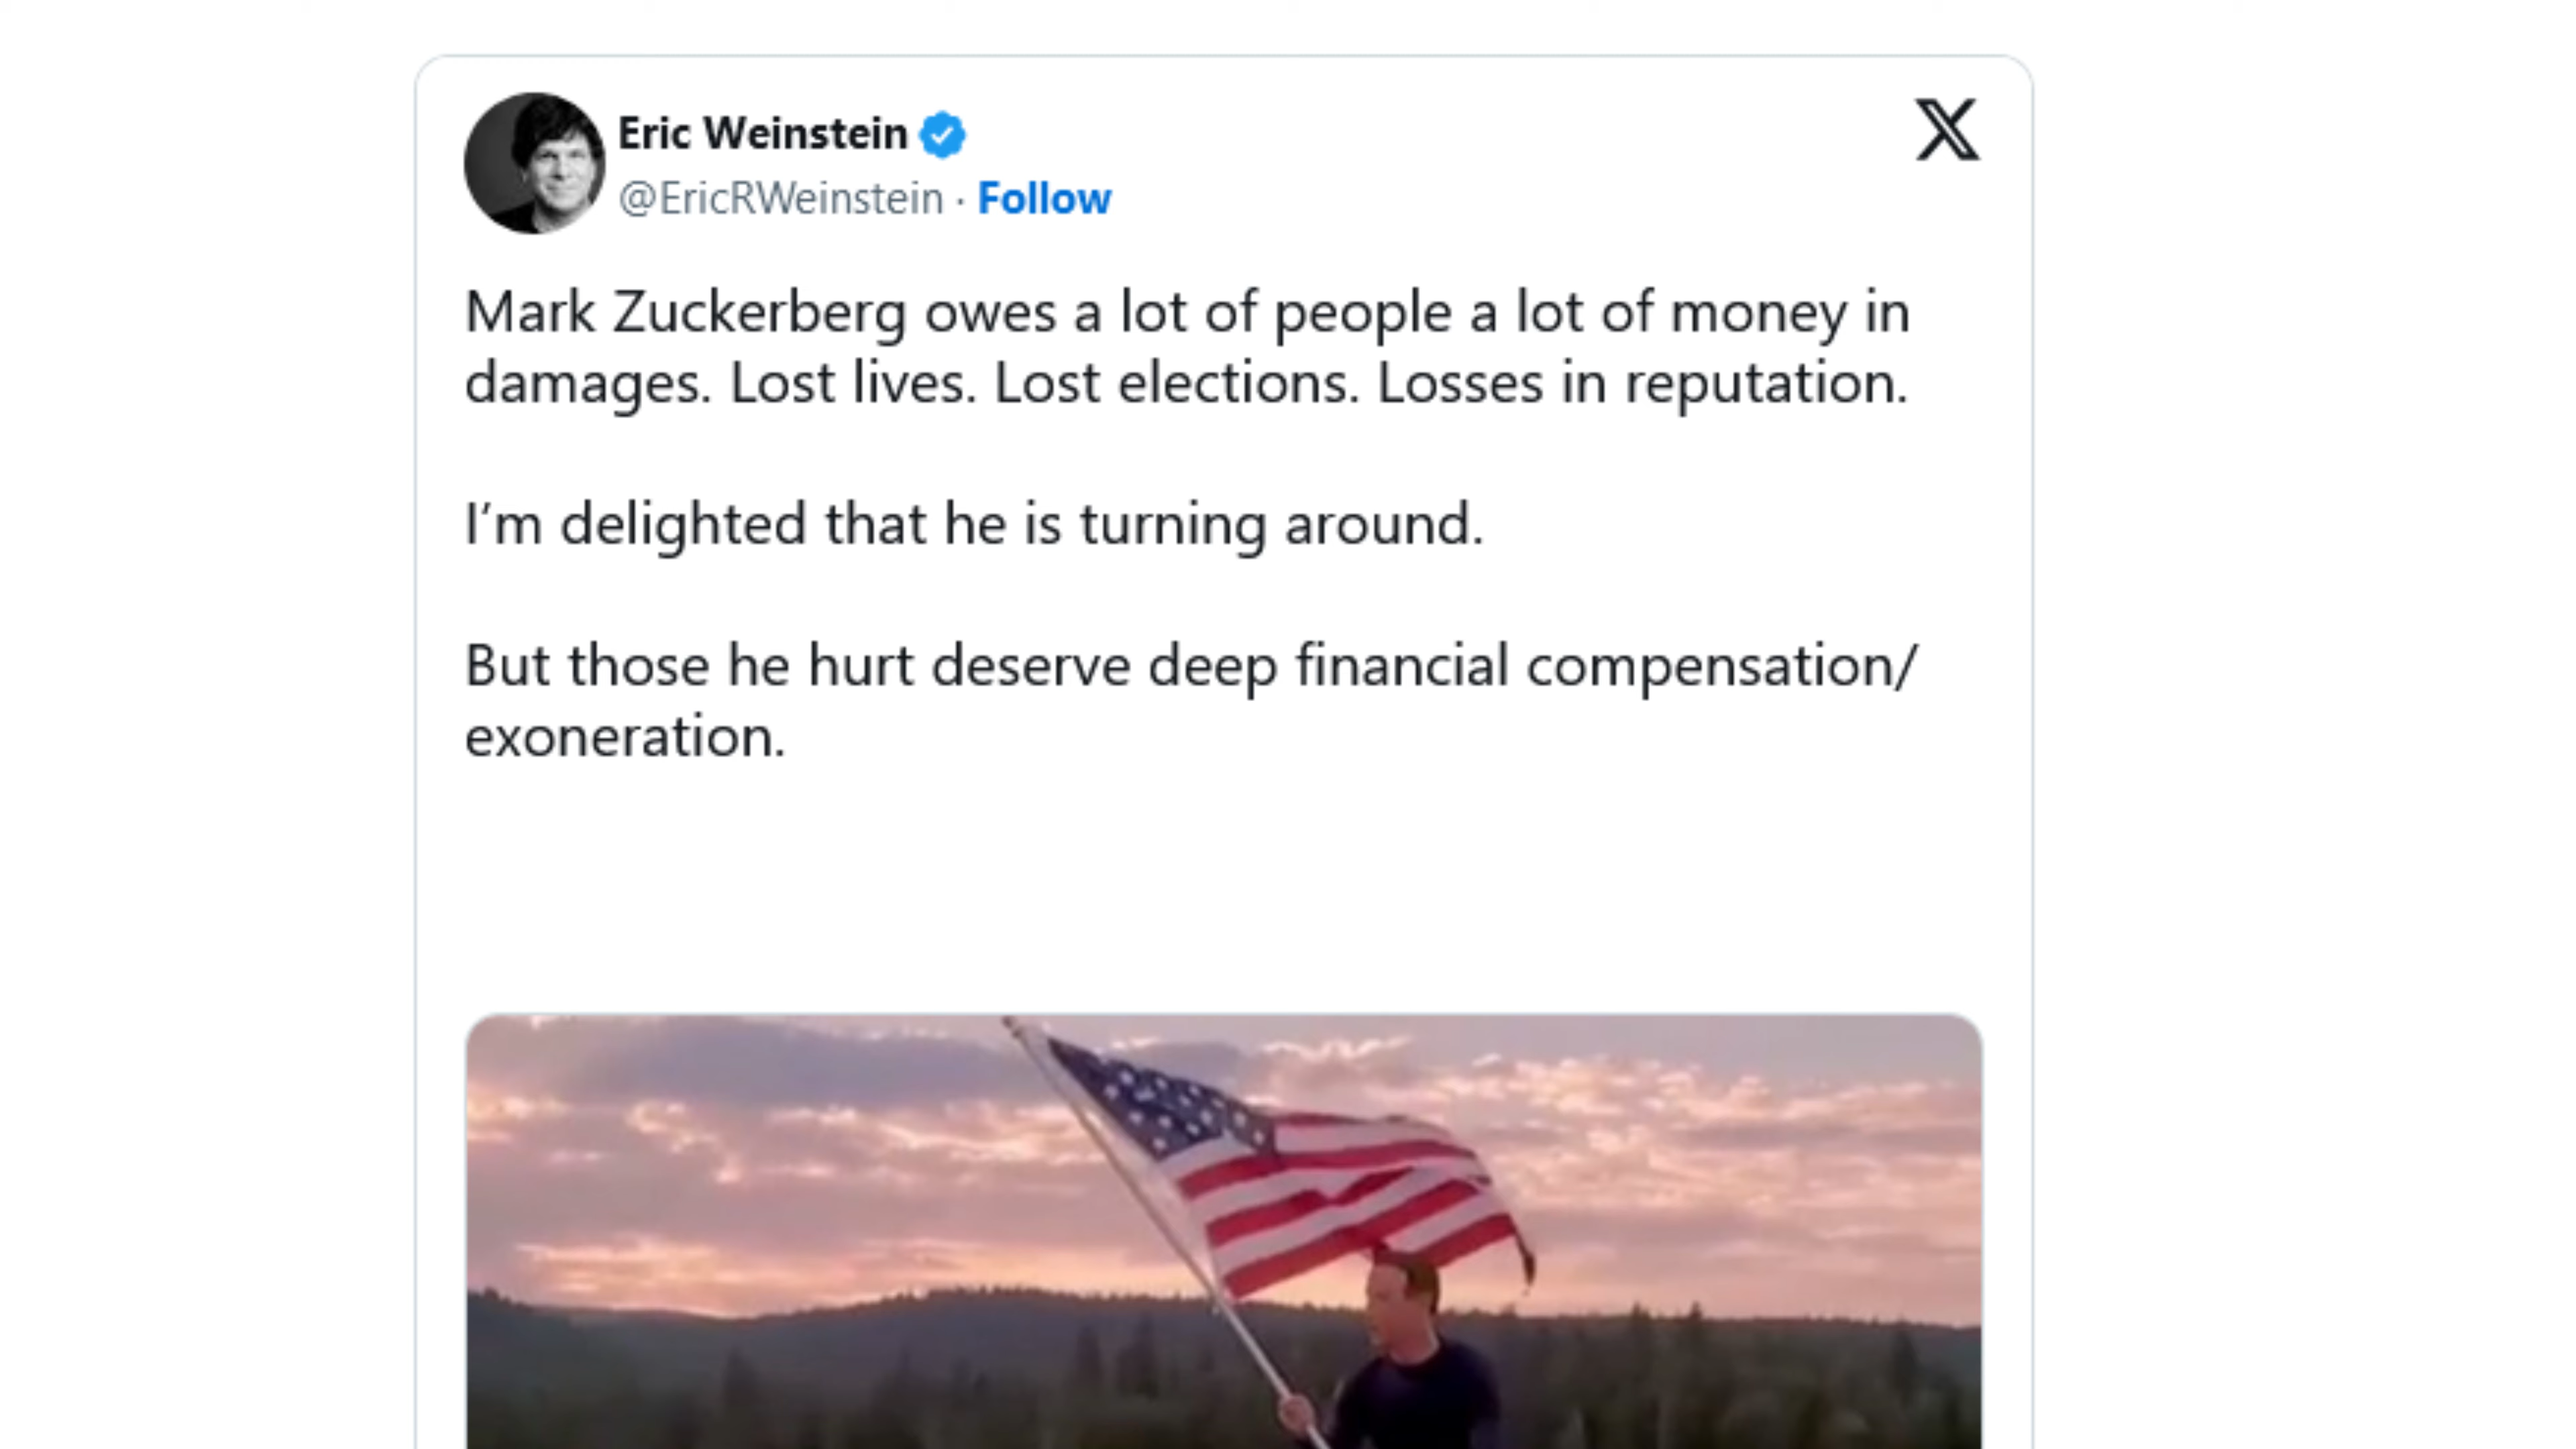 Eric Weinstein
@EricRWeinstein · Follow
Mark Zuckerberg owes a lot of people a lot of money in
damages. Lost lives. Lost elections. Losses in reputation.
I’m delighted that he is turning around.
But those he hurt deserve deep financial compensation/
exoneration.